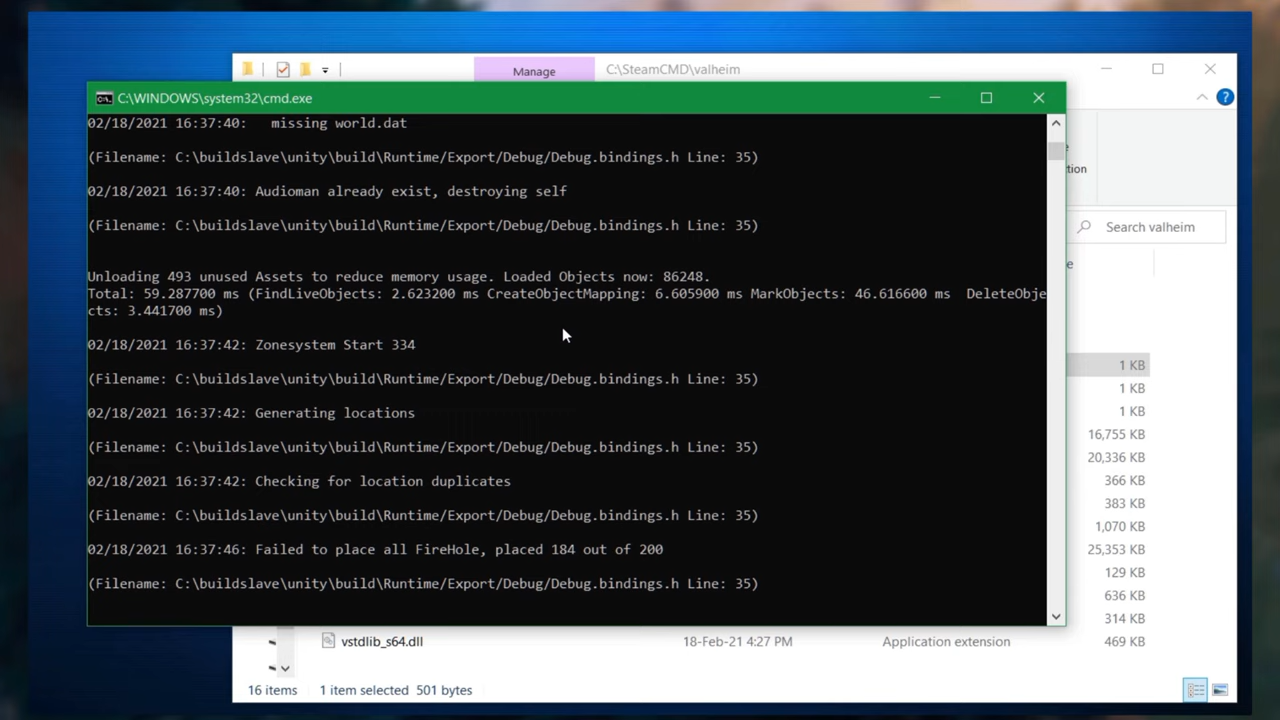 Manage
C:\SteamCMD\valheim
C:\WINDOWS\system32\cmd.exe
02/18/2021 16:37:40:   missing world.dat
(Filename: C:\buildslave\unity\build\Runtime/Export/Debug/Debug.bindings.h Line: 35)
02/18/2021 16:37:40: Audioman already exist, destroying self
(Filename: C:\buildslave\unity\build\Runtime/Export/Debug/Debug.bindings.h Line: 35)
Unloading 493 unused Assets to reduce memory usage. Loaded Objects now: 86248.
Total: 59.287700 ms (FindLiveObjects: 2.623200 ms CreateObjectMapping: 6.605900 ms MarkObjects: 46.616600 ms  DeleteObje
cts: 3.441700 ms)
02/18/2021 16:37:42: Zonesystem Start 334
(Filename: C:\buildslave\unity\build\Runtime/Export/Debug/Debug.bindings.h Line: 35)
02/18/2021 16:37:42: Generating locations
(Filename: C:\buildslave\unity\build\Runtime/Export/Debug/Debug.bindings.h Line: 35)
02/18/2021 16:37:42: Checking for location duplicates
(Filename: C:\buildslave\unity\build\Runtime/Export/Debug/Debug.bindings.h Line: 35)
02/18/2021 16:37:46: Failed to place all FireHole, placed 184 out of 200
(Filename: C:\buildslave\unity\build\Runtime/Export/Debug/Debug.bindings.h Line: 35)
tion
Search valheim
1 KB
1 KB
1 KB
16,755 KB
20,336 KB
366 KB
383 KB
1,070 KB
25,353 KB
129 KB
636 KB
314 KB
vstdlib_s64.dll 18-Feb-21 4:27 PM Application extension 469 KB
16 items 1 item selected 501 bytes